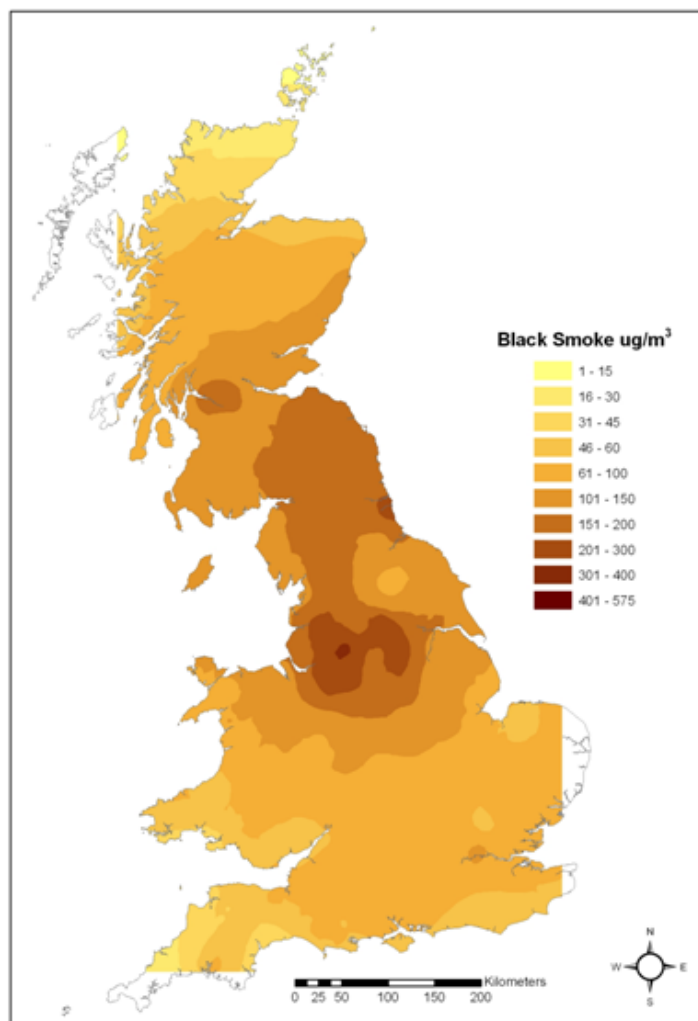 Black Smoke ug/m³
1 - 15
16 - 30
31 - 45
46 - 60
61 - 100
101 - 150
151 - 200
201 - 300
301 - 400
401 - 575
N
W E
S
Kilometers
0 25 50 100 150 200